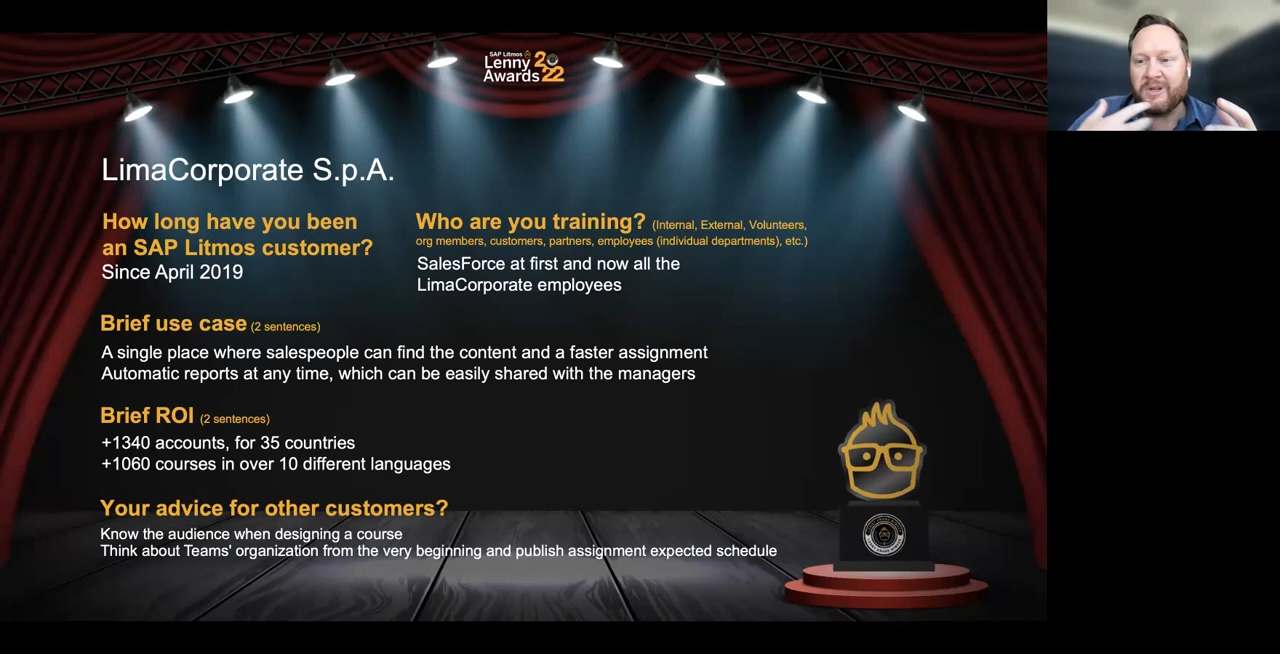 SAP Litmos
Lenny
Awards
2022
LimaCorporate S.p.A.
How long have you been
an SAP Litmos customer?
Since April 2019
Who are you training? (Internal, External, Volunteers,
org members, customers, partners, employees (individual departments), etc.)
SalesForce at first and now all the
LimaCorporate employees
Brief use case (2 sentences)
A single place where salespeople can find the content and a faster assignment
Automatic reports at any time, which can be easily shared with the managers
Brief ROI (2 sentences)
+1340 accounts, for 35 countries
+1060 courses in over 10 different languages
Your advice for other customers?
Know the audience when designing a course
Think about Teams' organization from the very beginning and publish assignment expected schedule